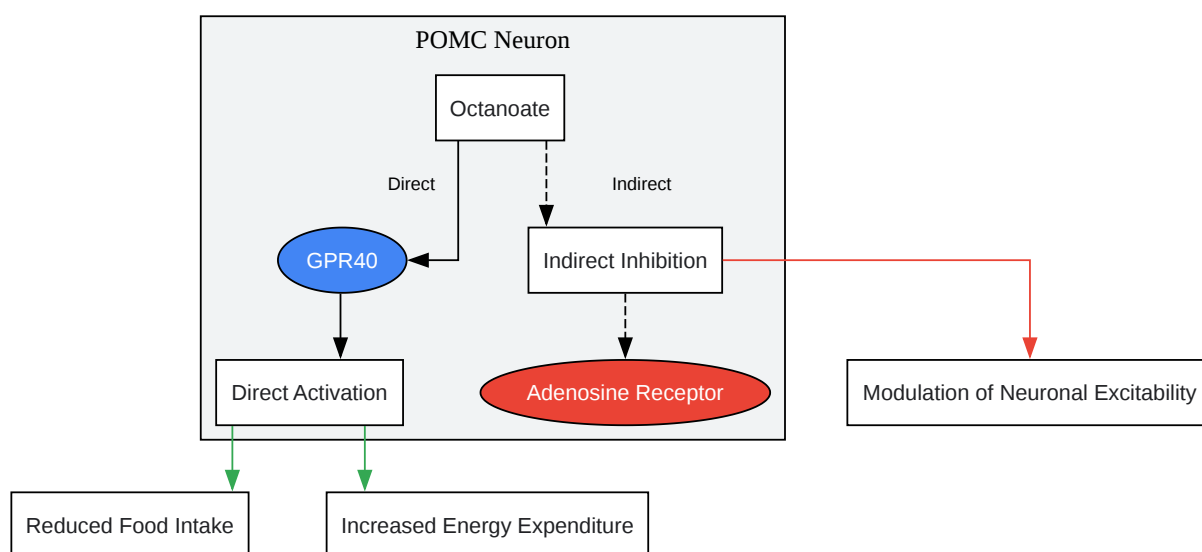 POMC Neuron
Octanoate
Direct
Indirect
GPR40
Indirect Inhibition
Direct Activation
Adenosine Receptor
Modulation of Neuronal Excitability
Reduced Food Intake
Increased Energy Expenditure